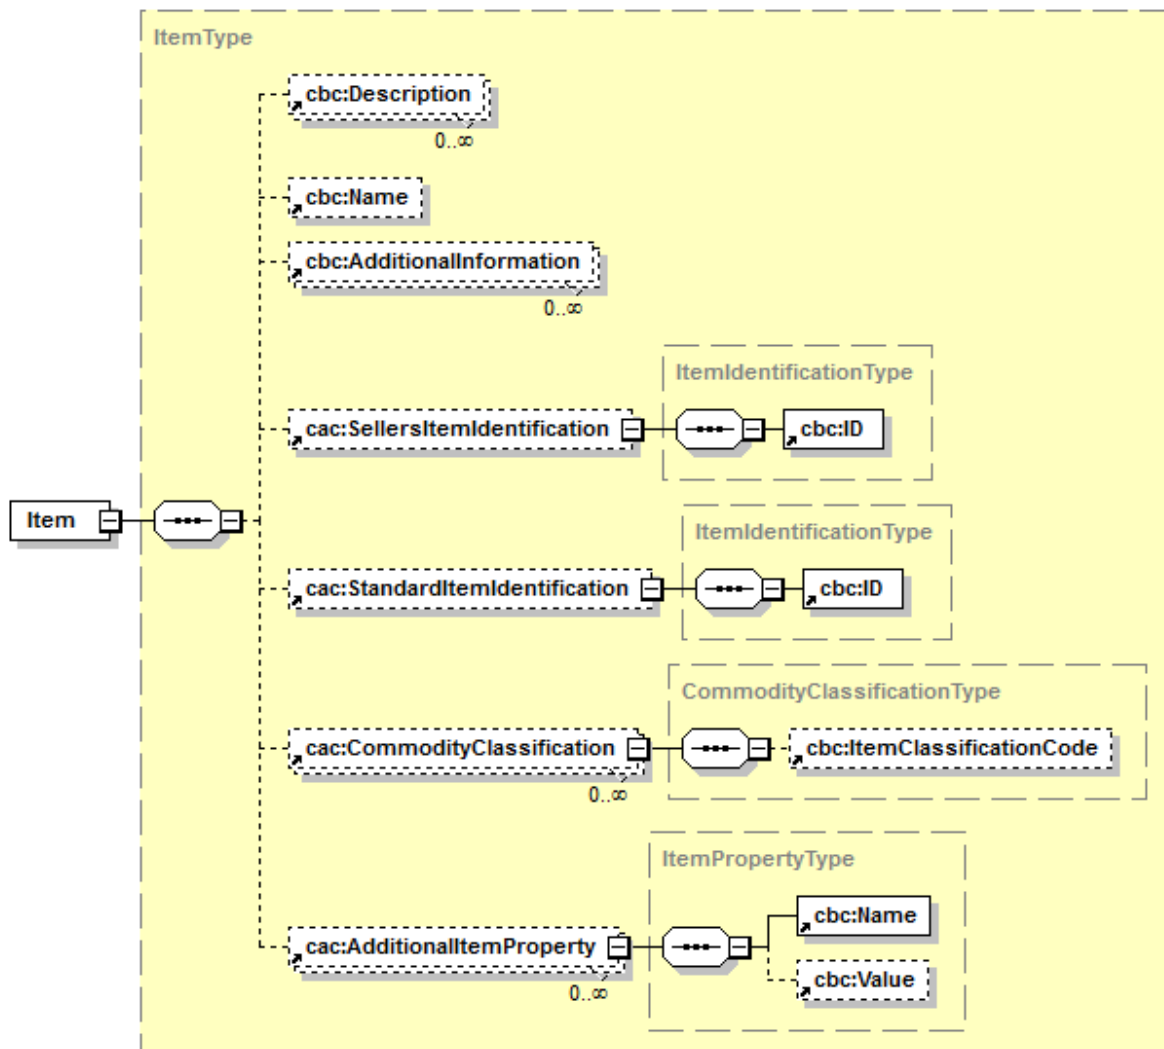 ItemType
cbc:Description
0..∞
cbc:Name
cbc:AdditionalInformation
0..∞
ItemIdentificationType
cac:SellersItemIdentification
cbc:ID
Item
ItemIdentificationType
cac:StandardItemIdentification
cbc:ID
CommodityClassificationType
cac:CommodityClassification
cbc:ItemClassificationCode
0..∞
ItemPropertyType
cbc:Name
cac:AdditionalItemProperty
cbc:Value
0..∞